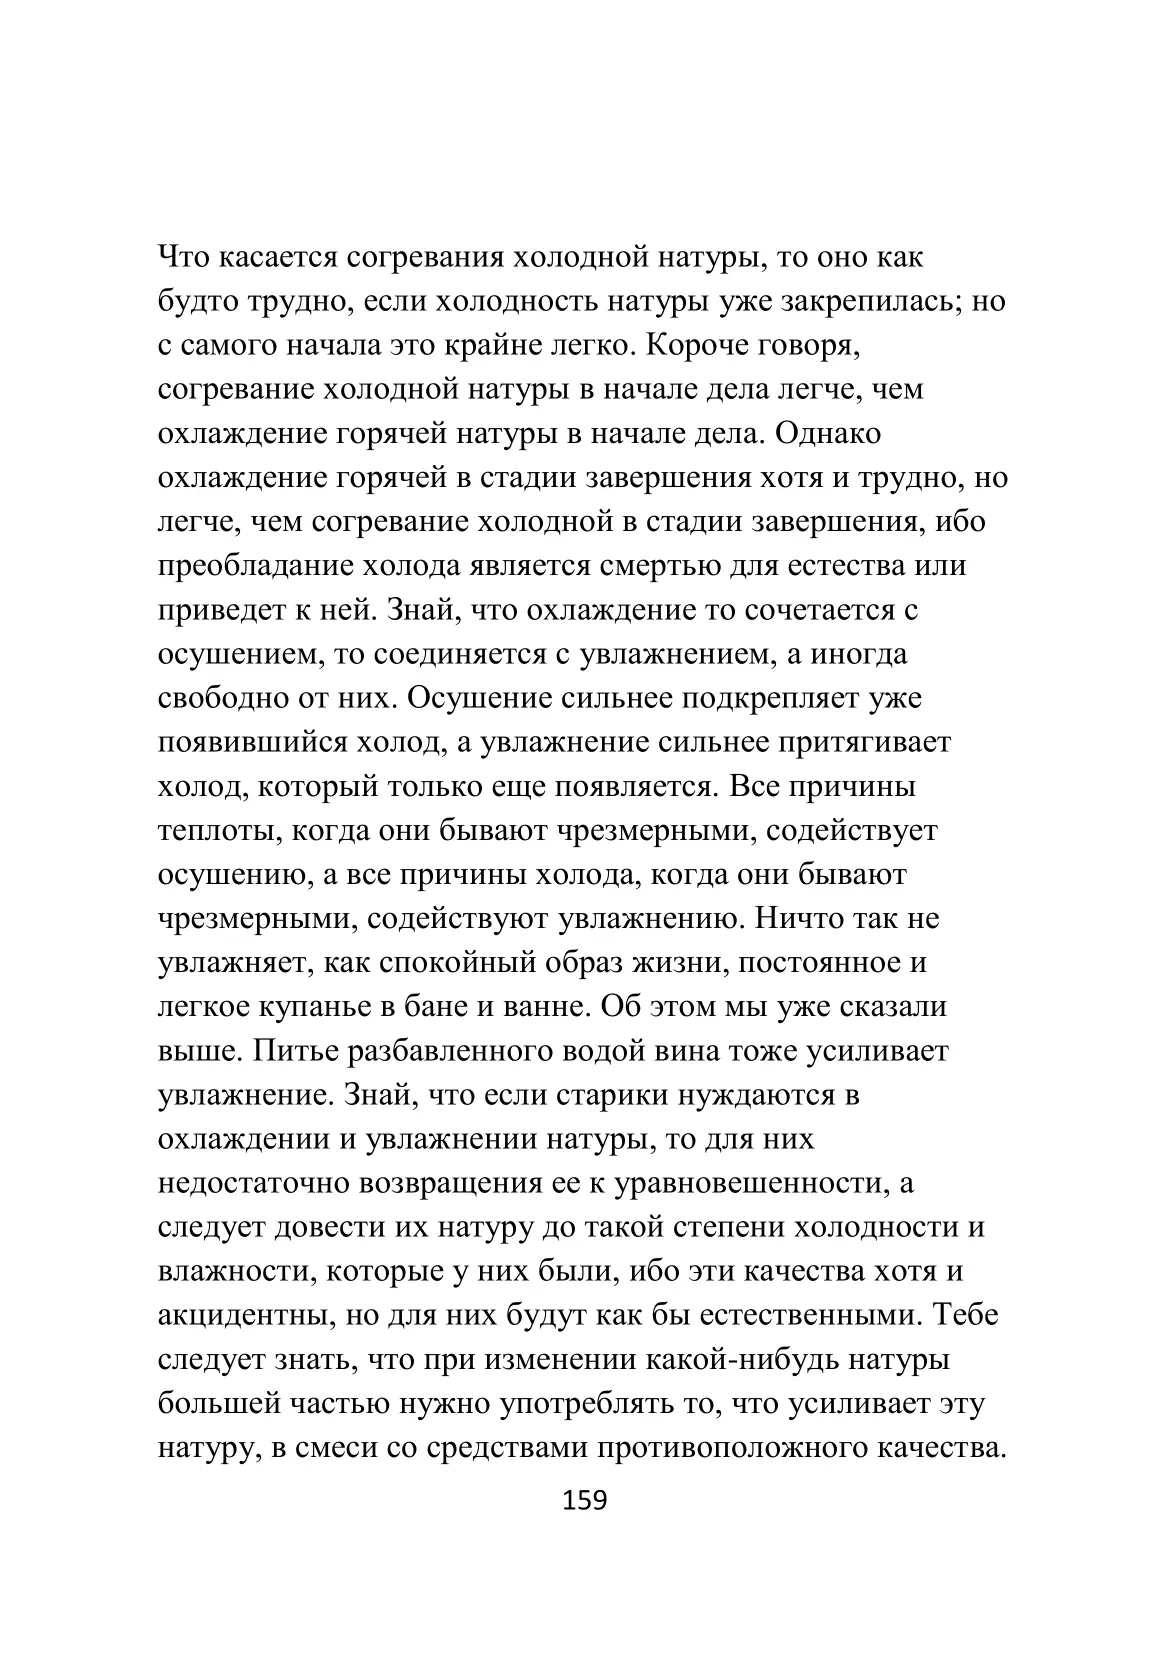 Что касается согревания холодной натуры, то оно как
будто трудно, если холодность натуры уже закрепилась; но
с самого начала это крайне легко. Короче говоря,
согревание холодной натуры в начале дела легче, чем
охлаждение горячей натуры в начале дела. Однако
охлаждение горячей в стадии завершения хотя и трудно, но
легче, чем согревание холодной в стадии завершения, ибо
преобладание холода является смертью для естества или
приведет к ней. Знай, что охлаждение то сочетается с
осушением, то соединяется с увлажнением, а иногда
свободно от них. Осушение сильнее подкрепляет уже
появившийся холод, а увлажнение сильнее притягивает
холод, который только еще появляется. Все причины
теплоты, когда они бывают чрезмерными, содействует
осушению, а все причины холода, когда они бывают
чрезмерными, содействуют увлажнению. Ничто так не
увлажняет, как спокойный образ жизни, постоянное и
легкое купанье в бане и ванне. Об этом мы уже сказали
выше. Питье разбавленного водой вина тоже усиливает
увлажнение. Знай, что если старики нуждаются в
охлаждении и увлажнении натуры, то для них
недостаточно возвращения ее к уравновешенности, а
следует довести их натуру до такой степени холодности и
влажности, которые у них были, ибо эти качества хотя и
акцидентны, но для них будут как бы естественными. Тебе
следует знать, что при изменении какой-нибудь натуры
большей частью нужно употреблять то, что усиливает эту
натуру, в смеси со средствами противоположного качества.
159